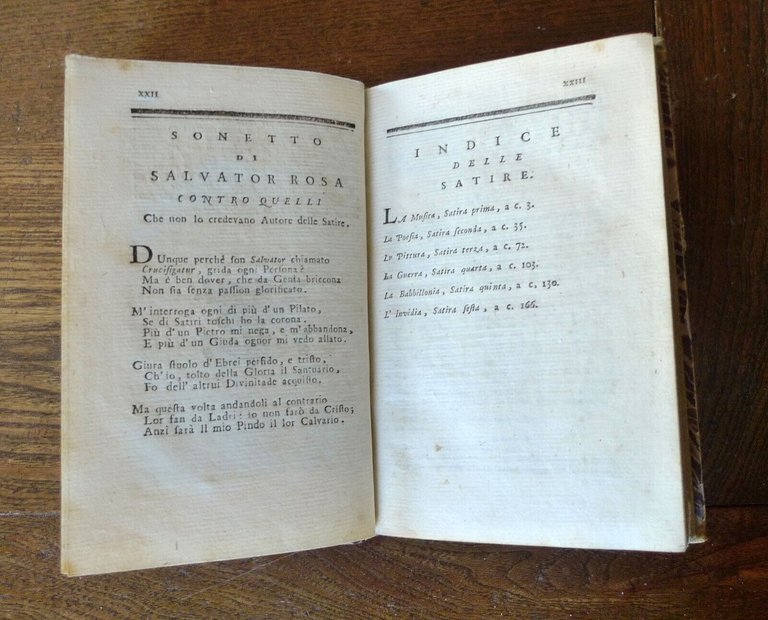 XXII
SONETTO
DI
SALVATOR ROSA
CONTRO QUELLI
Che non lo credevano Autore delle Satire.
DUnque perché ſon Salvator chiamato
Crucifigatur, grida ogni Perſona?
Ma è ben dover, che da Genta briccona
Non ſia senza paſſion glorificato.
M' interroga ogni dì più d' un Pilato,
Se di Satiri toſchi ho la corona.
Più d' un Pietro mi nega, e m' abbandona,
E più d' un Giuda ognor mi vedo allato.
Giura ſtuolo d' Ebrei perfido, e triſto,
Ch' io, tolto della Gloria il Santuario,
Fo dell' altrui Divinitade acquiſto.
Ma queſta volta andandoli al contrario
Lor fan da Ladri: io non farò da Criſto;
Anzi ſarà Il mio Pindo il lor Calvario.
XXIII
INDICE
DELLE
SATIRE.
LA Muſica, Satira prima, a c. 3.
La Poeſia, Satira ſeconda, a c. 35.
La Pittura, Satira terza, a c. 72.
La Guerra, Satira quarta, a c. 103.
La Babbillonia, Satira quinta, a c. 130.
L' Invidia, Satira ſeſta, a c. 166.